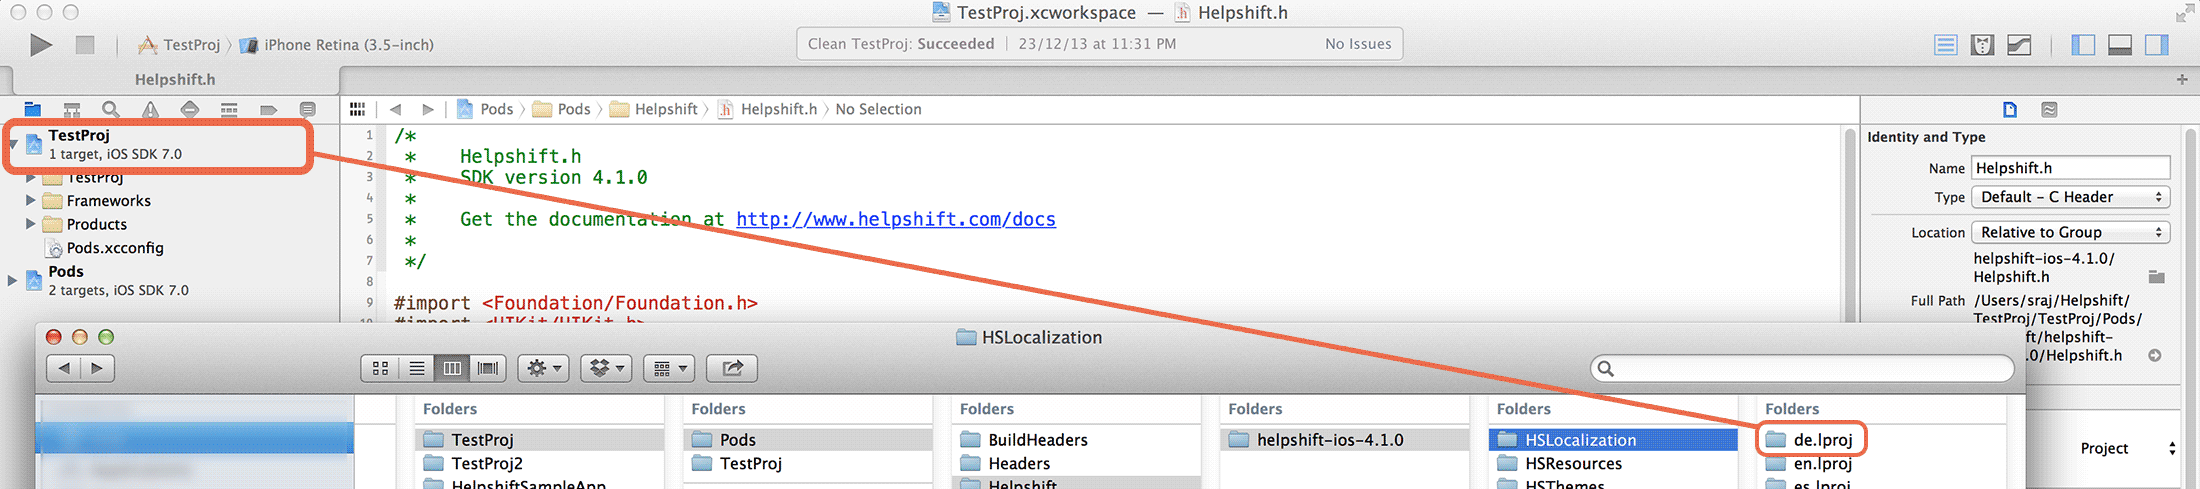 TestProj.xcworkspace — Helpshift.h
TestProj iPhone Retina (3.5-inch)
Clean TestProj: Succeeded 23/12/13 at 11:31 PM No Issues
Helpshift.h
TestProj
1 target, iOS SDK 7.0
TestProj
Frameworks
Products
Pods.xcconfig
Pods
2 targets, iOS SDK 7.0
Pods Pods Helpshift Helpshift.h No Selection
1 /*
2 * Helpshift.h
3 * SDK version 4.1.0
4 *
5 * Get the documentation at http://www.helpshift.com/docs
6 *
7 */
8
9 #import <Foundation/Foundation.h>
10 #import <UIKit/UIKit.h>
Identity and Type
Name Helpshift.h
Type Default - C Header
Location Relative to Group
helpshift-ios-4.1.0/
Helpshift.h
Full Path /Users/sraj/Helpshift/
TestProj/TestProj/Pods/
ft/helpshift-
.0/Helpshift.h
Project
HSLocalization
Folders
TestProj
TestProj2
HelpshiftSampleApp
Folders
Pods
TestProj
Folders
BuildHeaders
Headers
Helpshift
Folders
helpshift-ios-4.1.0
Folders
HSLocalization
HSResources
HSThemes
Folders
de.lproj
en.lproj
es.lproj